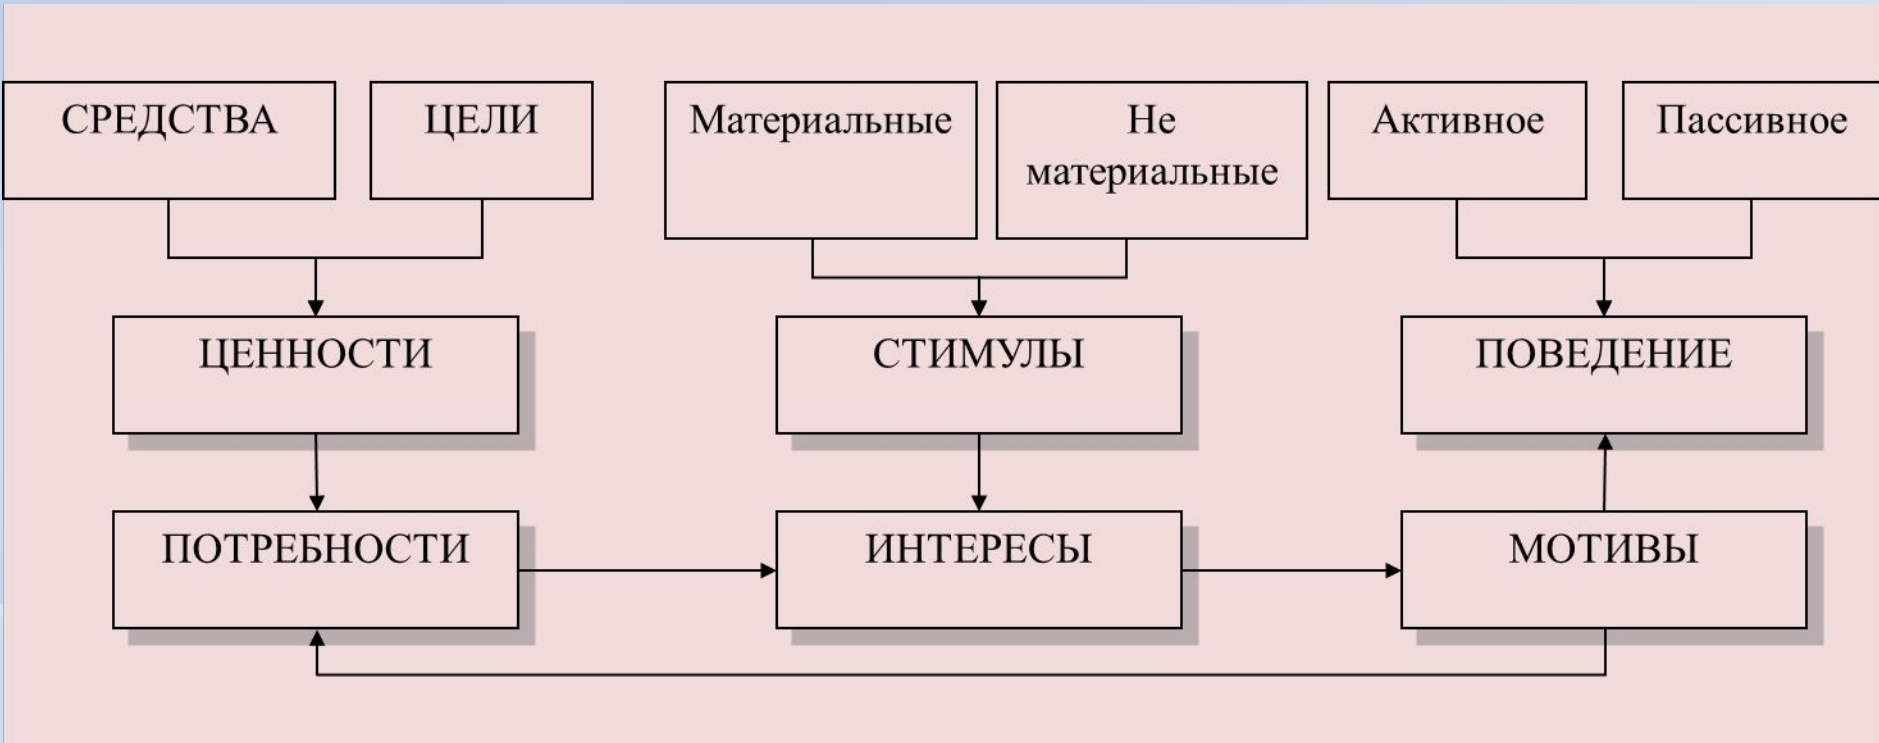 СРЕДСТВА
ЦЕЛИ
Материальные
Не
материальные
Активное
Пассивное
ЦЕННОСТИ
СТИМУЛЫ
ПОВЕДЕНИЕ
ПОТРЕБНОСТИ
ИНТЕРЕСЫ
МОТИВЫ